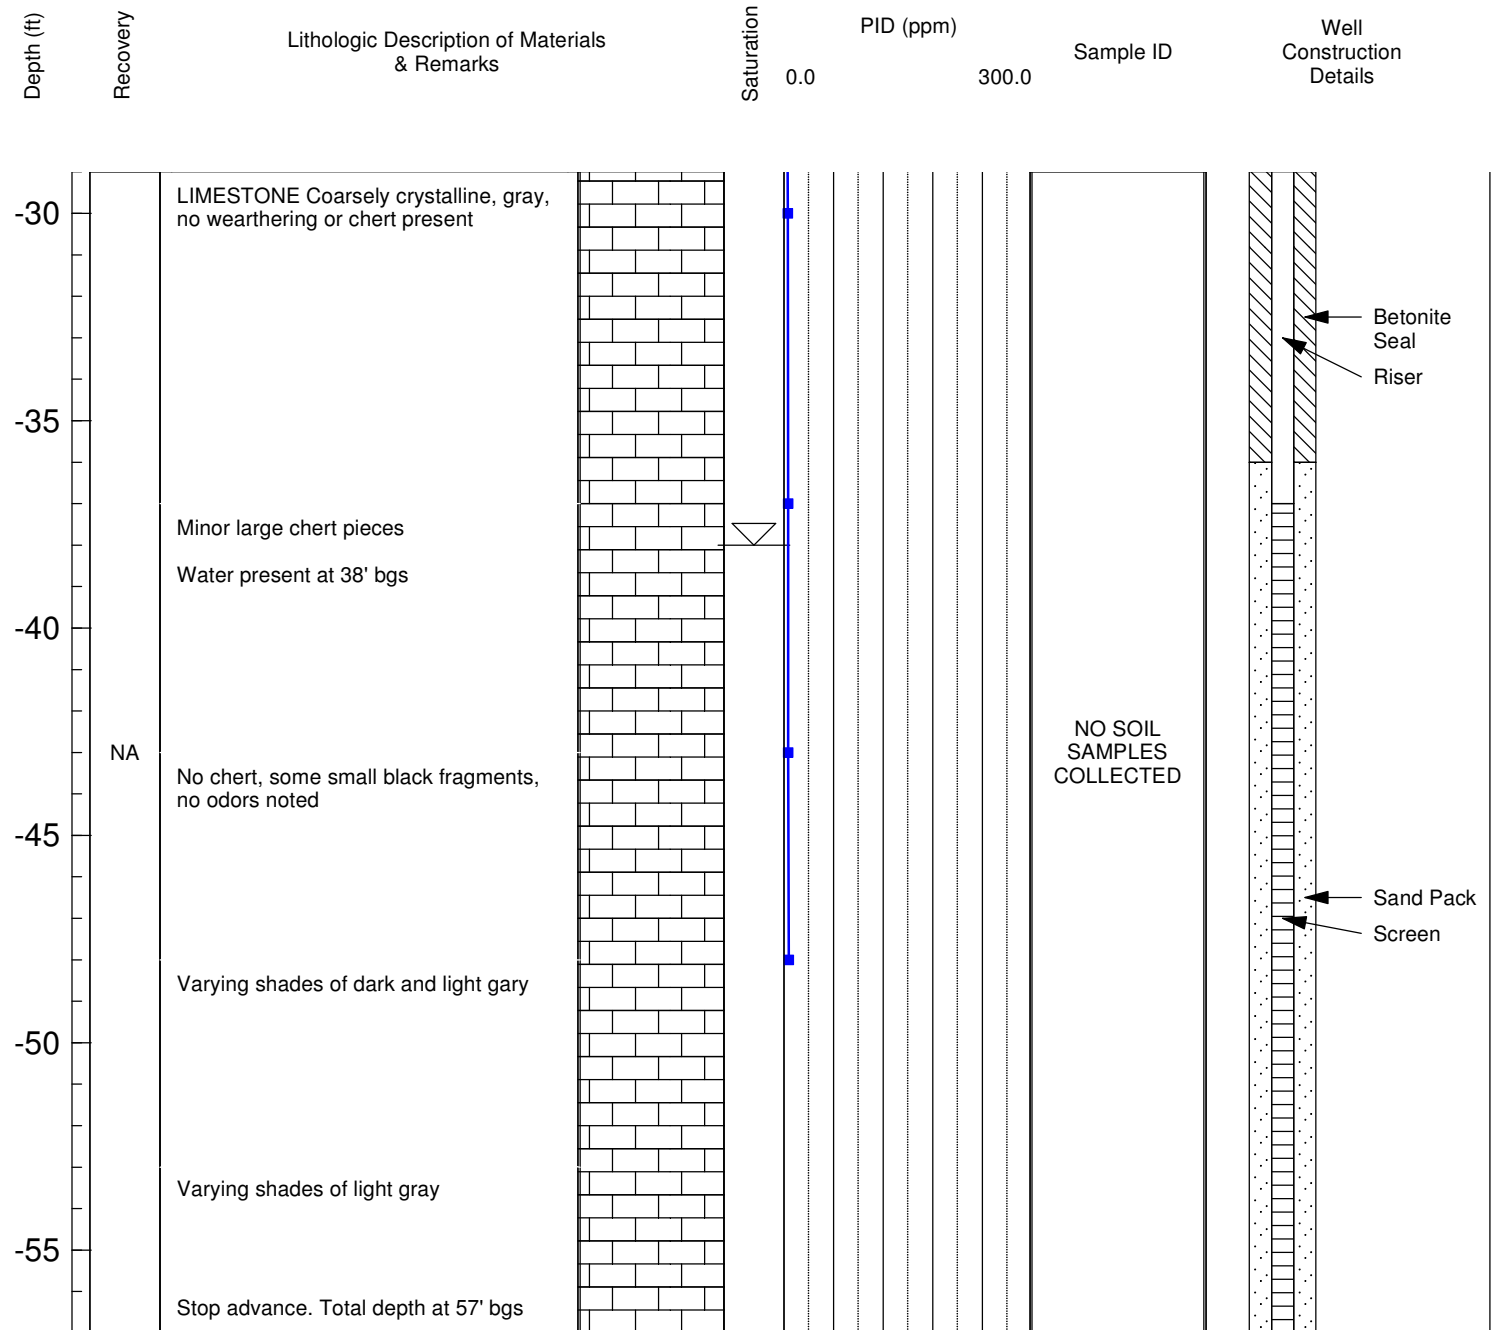 Depth (ft)
Recovery
Lithologic Description of Materials
& Remarks
Saturation
PID (ppm)
0.0
300.0
Sample ID
Well
Construction
Details
LIMESTONE Coarsely crystalline, gray,
no wearthering or chert present
-30
Betonite
Seal
Riser
-35
Minor large chert pieces
Water present at 38' bgs
-40
NA
NO SOIL
SAMPLES
COLLECTED
No chert, some small black fragments,
no odors noted
-45
Sand Pack
Screen
Varying shades of dark and light gary
-50
Varying shades of light gray
-55
Stop advance. Total depth at 57' bgs